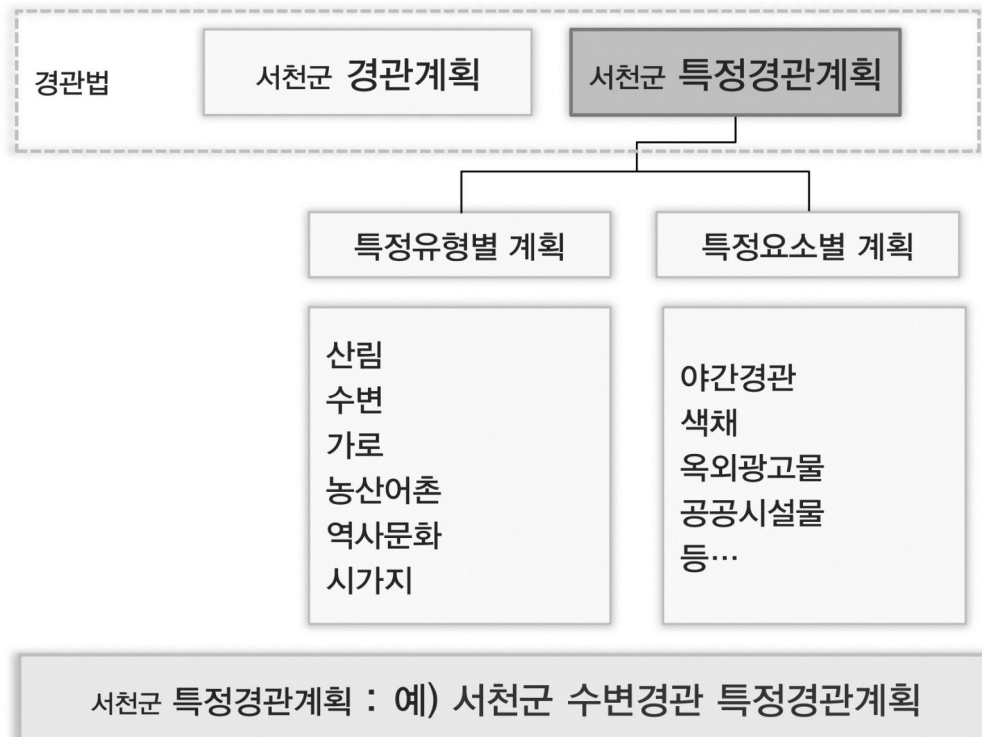 경관법
서천군 경관계획
서천군 특정경관계획
특정유형별 계획
특정요소별 계획
산림
수변
가로
농산어촌
역사문화
시가지
야간경관
색채
옥외광고물
공공시설물
등…
서천군 특정경관계획 : 예) 서천군 수변경관 특정경관계획